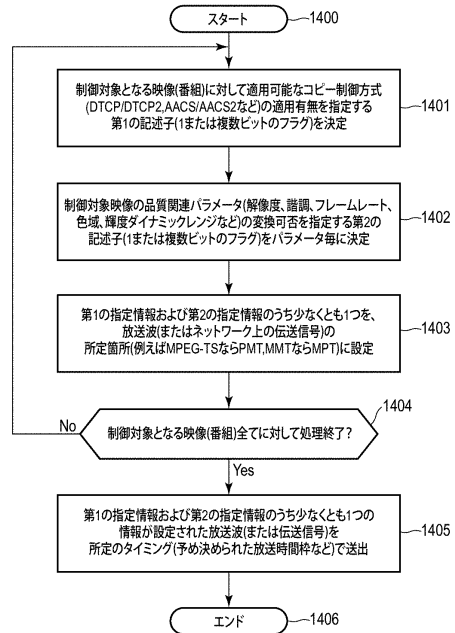 スタート
1400
制御対象となる映像(番組)に対して適用可能なコピー制御方式
(DTCP/DTCP2,AACS/AACS2など)の適用有無を指定する
第1の記述子(1または複数ビットのフラグ)を決定
1401
制御対象映像の品質関連パラメータ(解像度、諧調、フレームレート、
色域、輝度ダイナミックレンジなど)の変換可否を指定する第2の
記述子(1または複数ビットのフラグ)をパラメータ毎に決定
1402
第1の指定情報および第2の指定情報のうち少なくとも1つを、
放送波(またはネットワーク上の伝送信号)の
所定箇所(例えばMPEG-TSならPMT,MMTならMPT)に設定
1403
1404
No
制御対象となる映像(番組)全てに対して処理終了?
Yes
第1の指定情報および第2の指定情報のうち少なくとも1つの
情報が設定された放送波(または伝送信号)を
所定のタイミング(予め決められた放送時間枠など)で送出
1405
エンド
1406